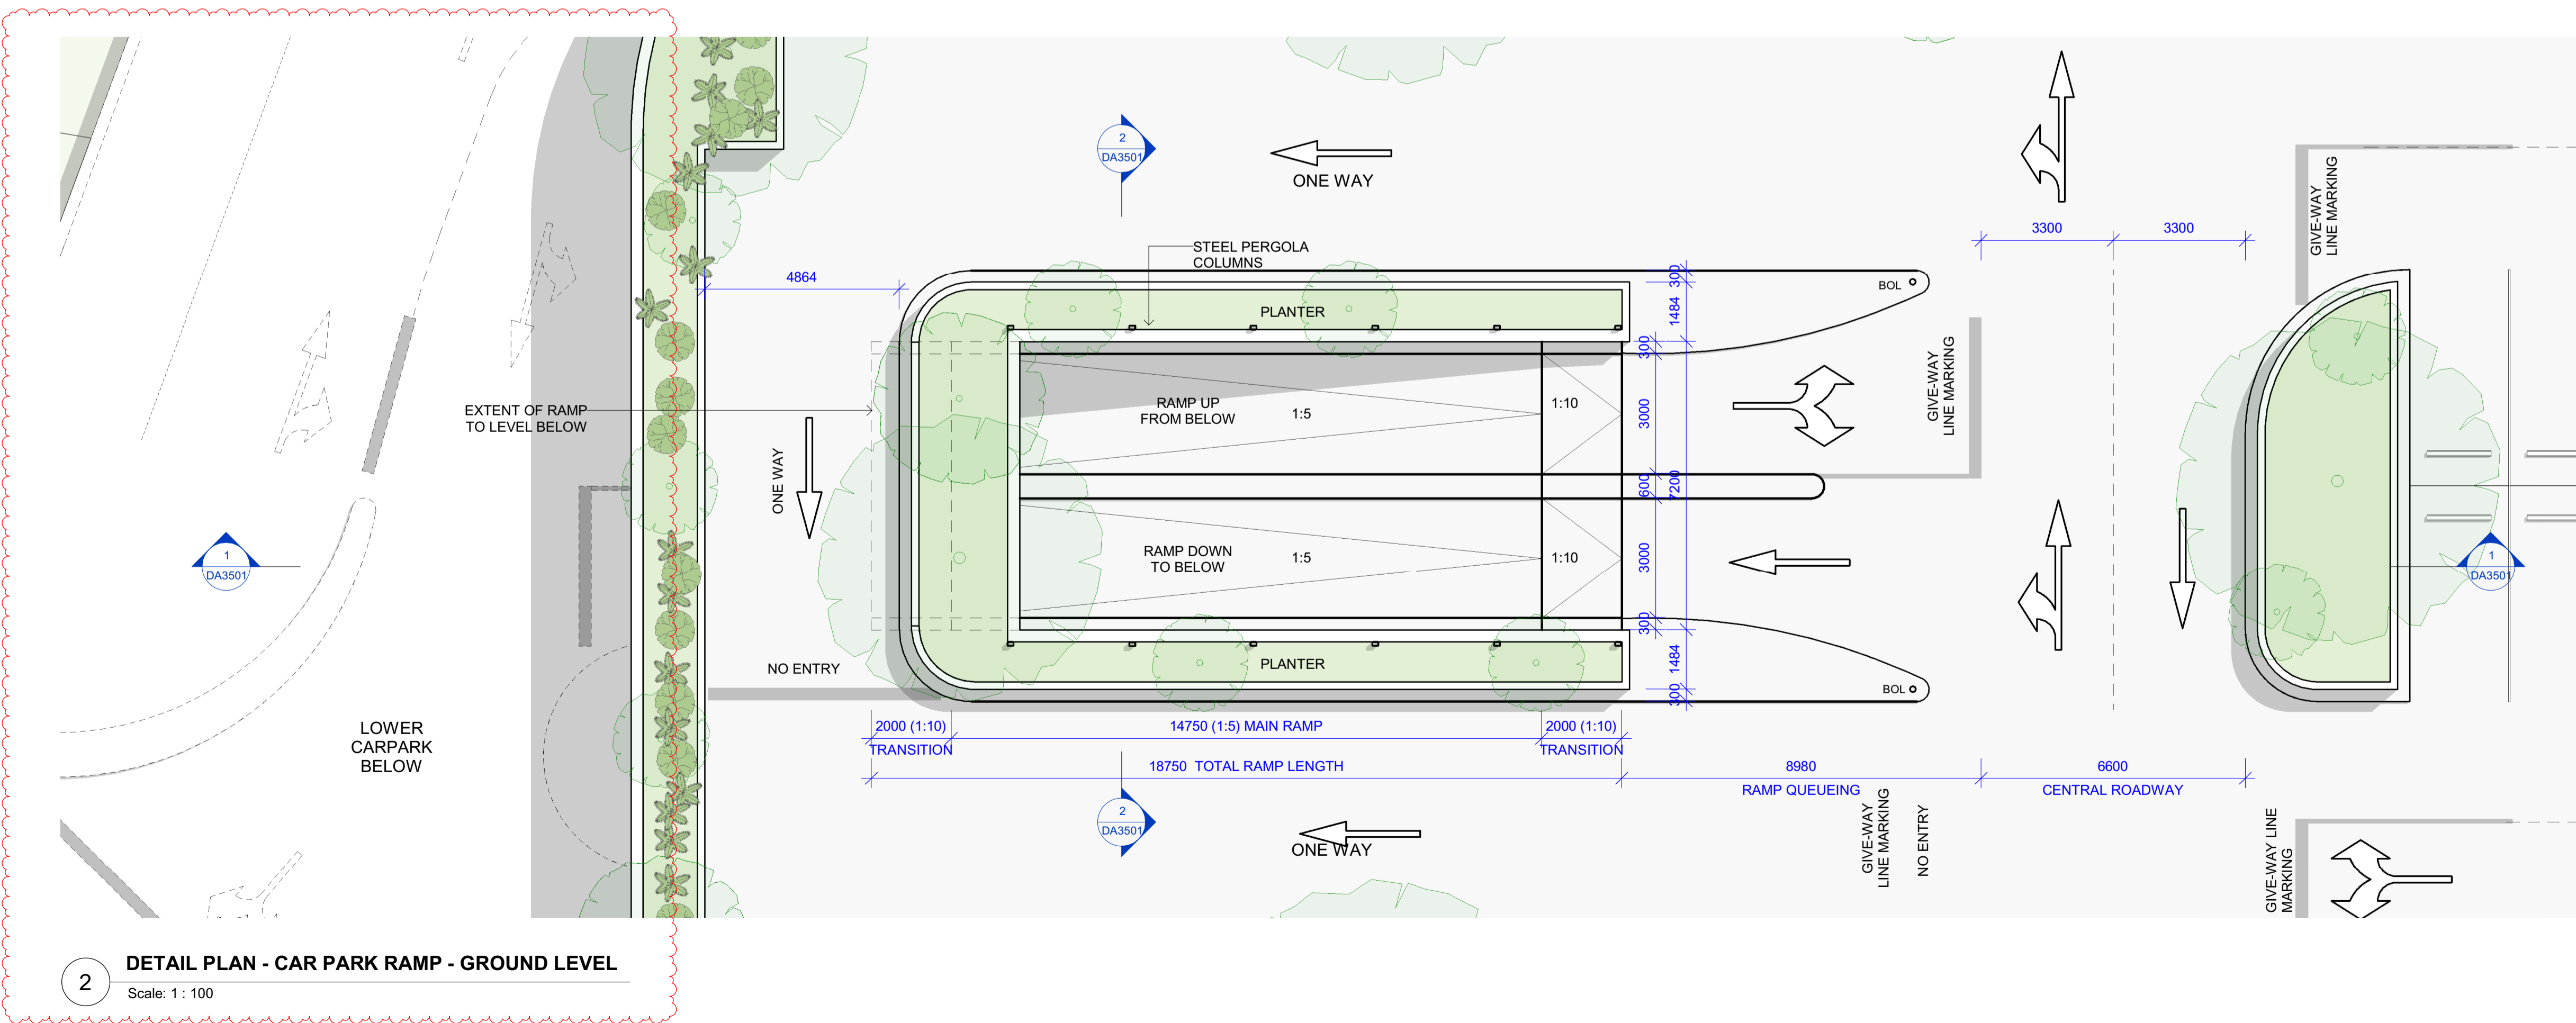 2
DA3501
ONE WAY
GIVE-WAY
LINE MARKING
3300
3300
STEEL PERGOLA
COLUMNS
4864
300
BOL
PLANTER
1484
300
GIVE-WAY
LINE MARKING
EXTENT OF RAMP
TO LEVEL BELOW
RAMP UP
FROM BELOW
1:5
1:10
3000
ONE WAY
600
7200
1
DA3501
RAMP DOWN
TO BELOW
1:5
1:10
3000
1
DA3501
300
NO ENTRY
PLANTER
1484
BOL
300
LOWER
CARPARK
BELOW
2000 (1:10)
TRANSITION
14750 (1:5) MAIN RAMP
2000 (1:10)
TRANSITION
18750 TOTAL RAMP LENGTH
8980
RAMP QUEUEING
6600
CENTRAL ROADWAY
2
DA3501
ONE WAY
GIVE-WAY
LINE MARKING
NO ENTRY
GIVE-WAY LINE
MARKING
2
DETAIL PLAN - CAR PARK RAMP - GROUND LEVEL
Scale: 1 : 100